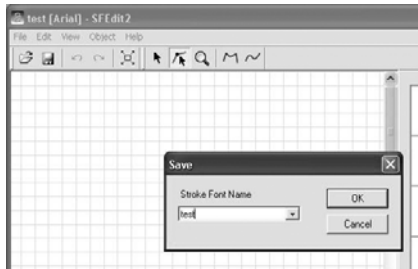 test [Arial] - SFEdit2
File Edit View Object Help
Save
Stroke Font Name
test
OK
Cancel